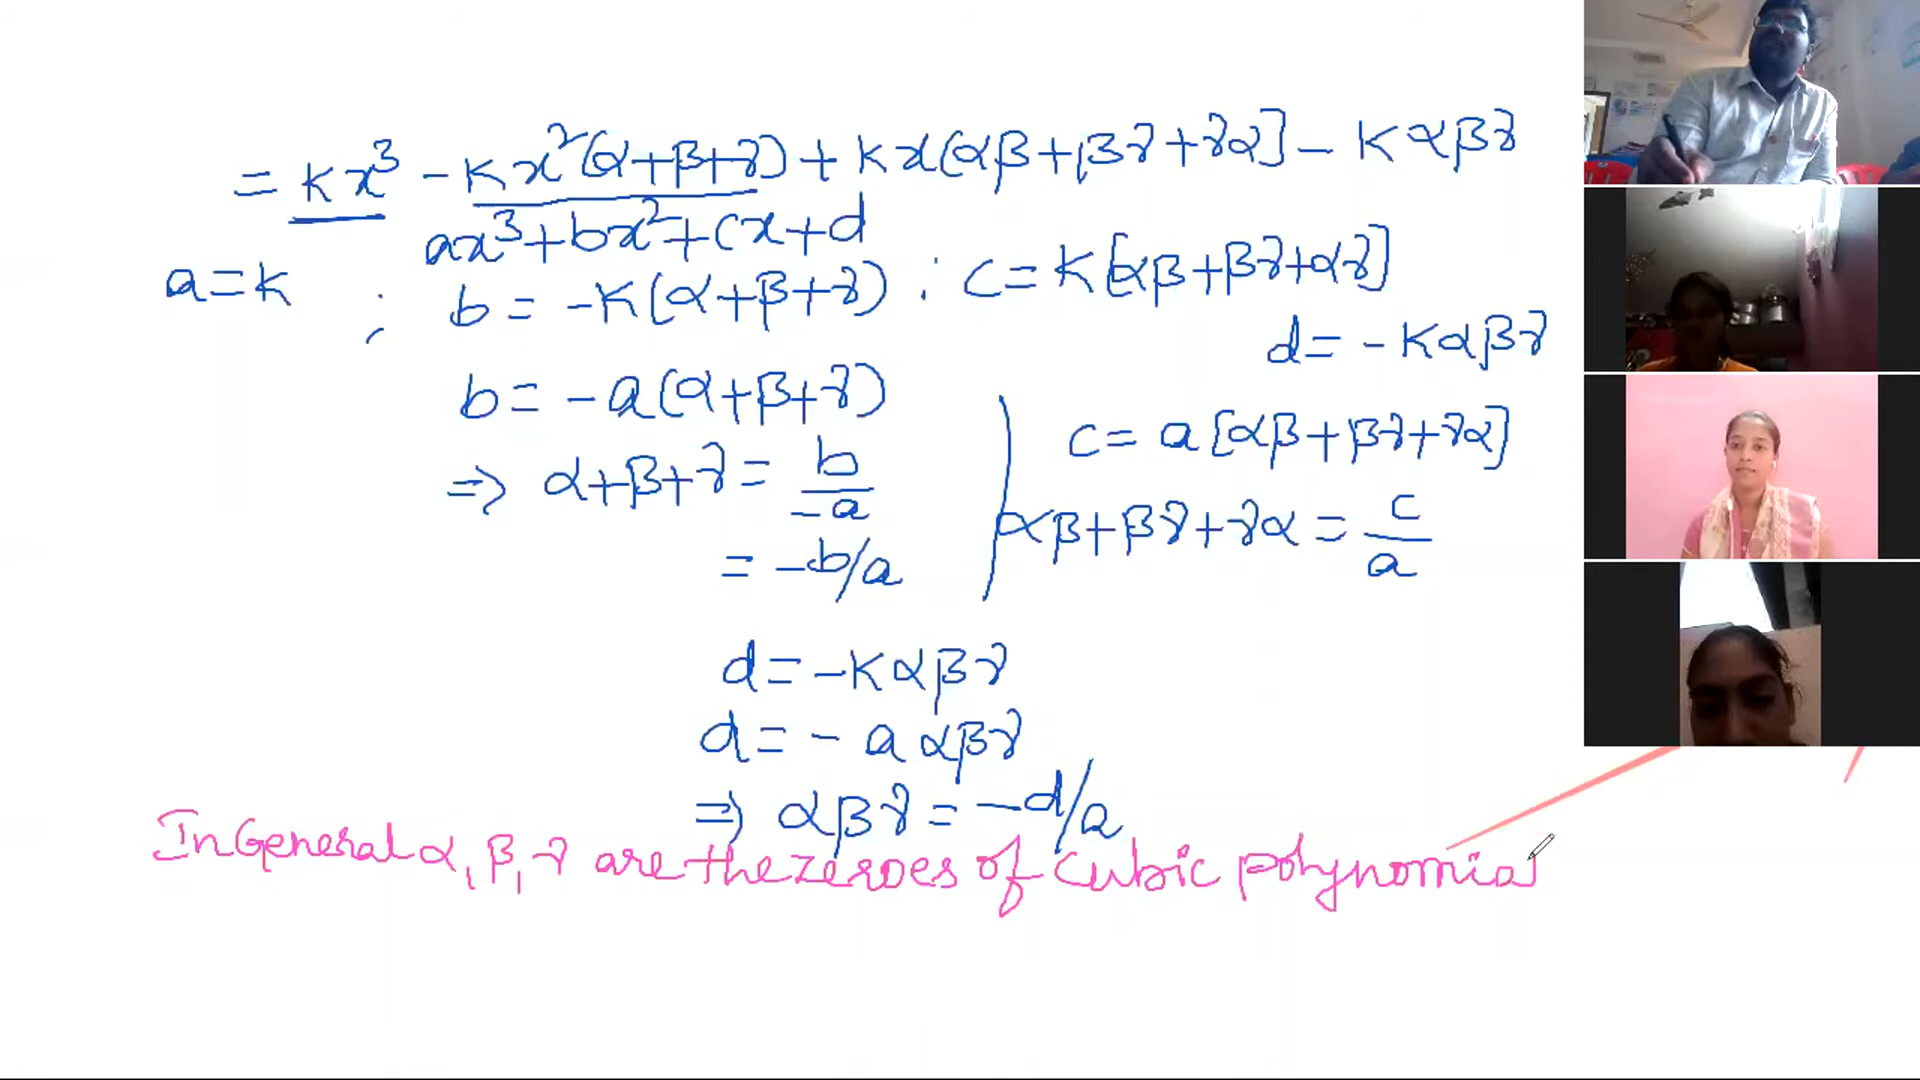 = Kx³ - Kx²(α+β+γ) + Kx[αβ+βγ+γα] - Kαβγ
ax³+bx²+cx+d
a=K ; b = -K(α+β+γ) ; c = K[αβ+βγ+αγ]
d = -Kαβγ
b = -a(α+β+γ)
⇒ α+β+γ = b/-a
= -b/a
c = a[αβ+βγ+γα]
αβ+βγ+γα = c/a
d = -Kαβγ
d = - a αβγ
⇒ αβγ = -d/a
In General α, β, γ are the zeroes of cubic polynomial